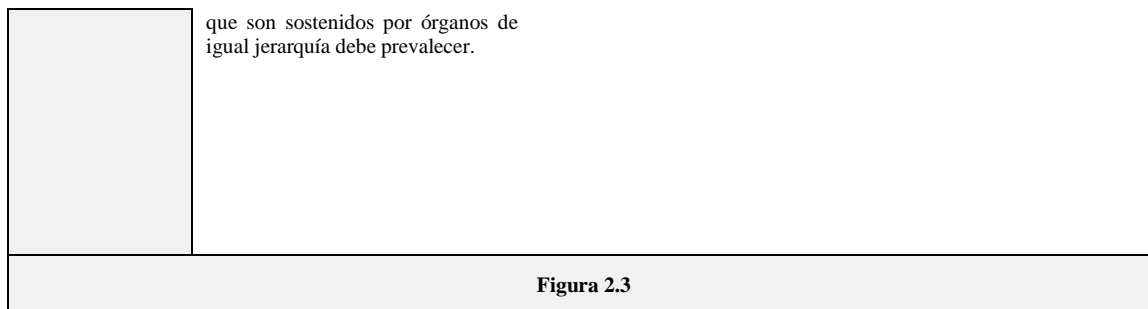 que son sostenidos por órganos de
igual jerarquía debe prevalecer.
Figura 2.3